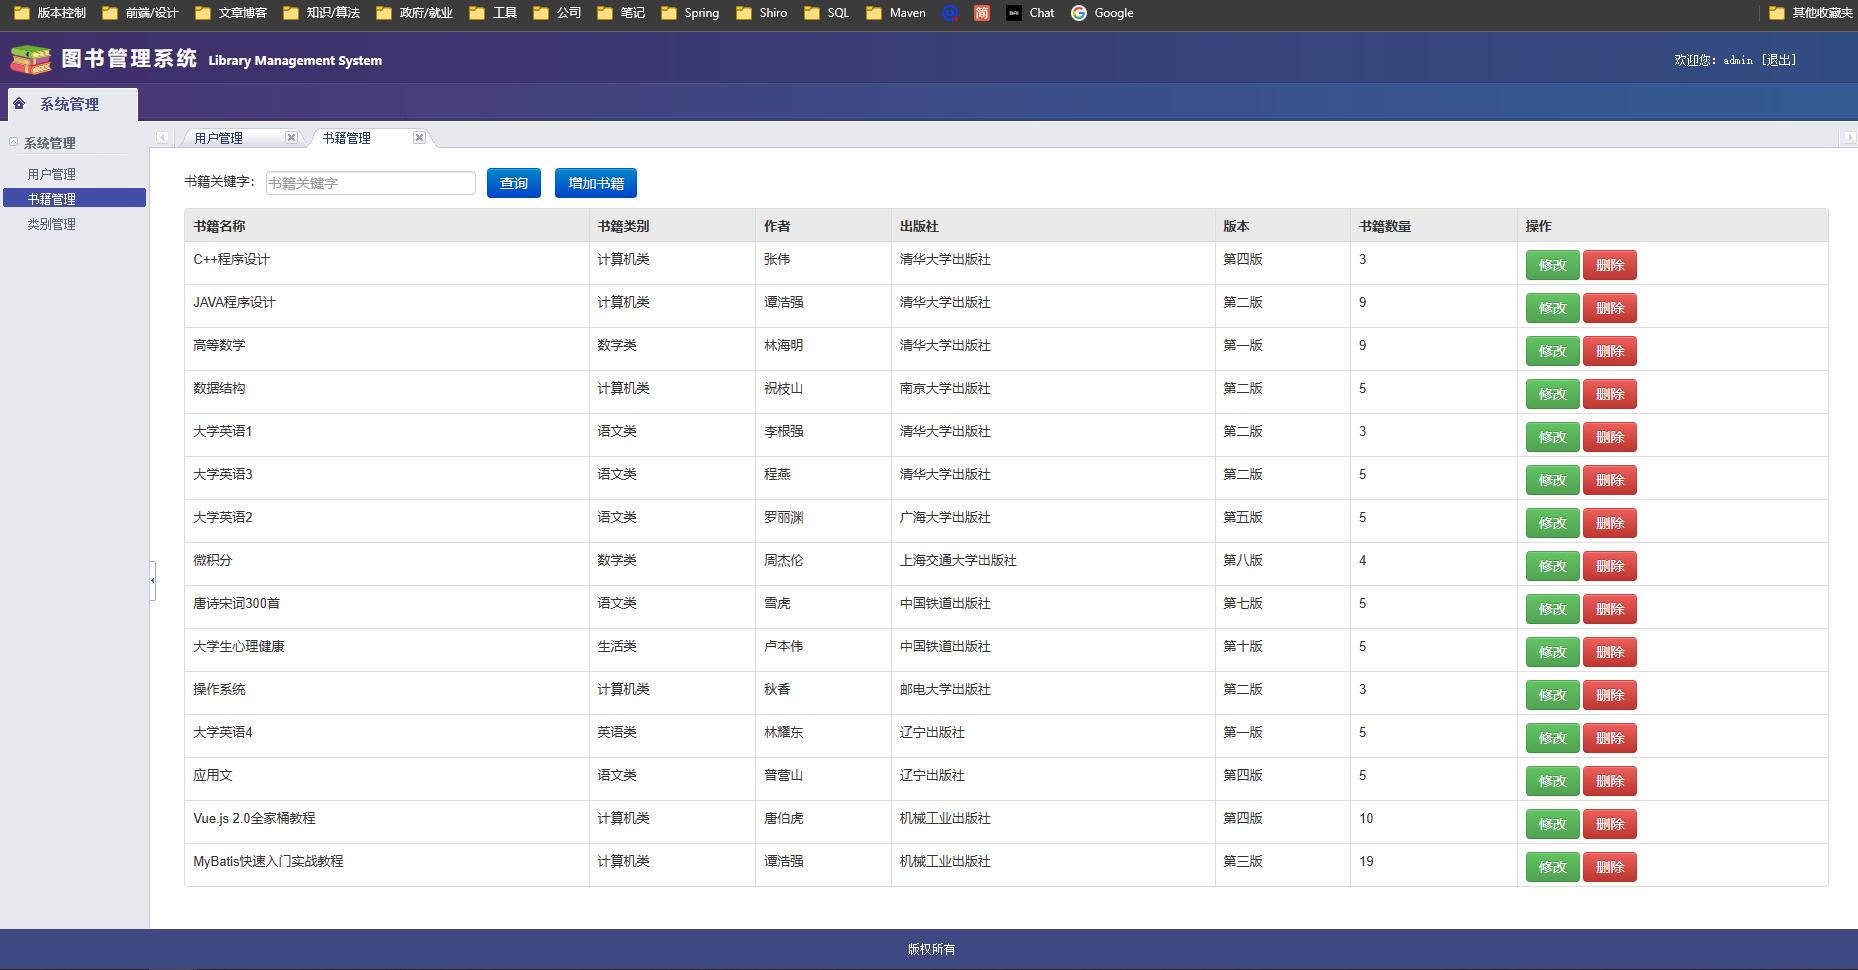 版本控制 前端/设计 文章博客 知识/算法 政府/就业 工具 公司 笔记 Spring Shiro SQL Maven 简 Chat Google 其他收藏夹
图书管理系统 Library Management System 欢迎您：admin [退出]
系统管理
系统管理 用户管理 书籍管理
用户管理
书籍管理
类别管理
书籍关键字： 书籍关键字 查询 增加书籍
书籍名称 书籍类别 作者 出版社 版本 书籍数量 操作
C++程序设计 计算机类 张伟 清华大学出版社 第四版 3 修改 删除
JAVA程序设计 计算机类 谭浩强 清华大学出版社 第二版 9 修改 删除
高等数学 数学类 林海明 清华大学出版社 第一版 9 修改 删除
数据结构 计算机类 祝枝山 南京大学出版社 第二版 5 修改 删除
大学英语1 语文类 李根强 清华大学出版社 第二版 3 修改 删除
大学英语3 语文类 程燕 清华大学出版社 第二版 5 修改 删除
大学英语2 语文类 罗丽渊 广海大学出版社 第五版 5 修改 删除
微积分 数学类 周杰伦 上海交通大学出版社 第八版 4 修改 删除
唐诗宋词300首 语文类 雪虎 中国铁道出版社 第七版 5 修改 删除
大学生心理健康 生活类 卢本伟 中国铁道出版社 第十版 5 修改 删除
操作系统 计算机类 秋香 邮电大学出版社 第二版 3 修改 删除
大学英语4 英语类 林耀东 辽宁出版社 第一版 5 修改 删除
应用文 语文类 普营山 辽宁出版社 第四版 5 修改 删除
Vue.js 2.0全家桶教程 计算机类 唐伯虎 机械工业出版社 第四版 10 修改 删除
MyBatis快速入门实战教程 计算机类 谭浩强 机械工业出版社 第三版 19 修改 删除
版权所有